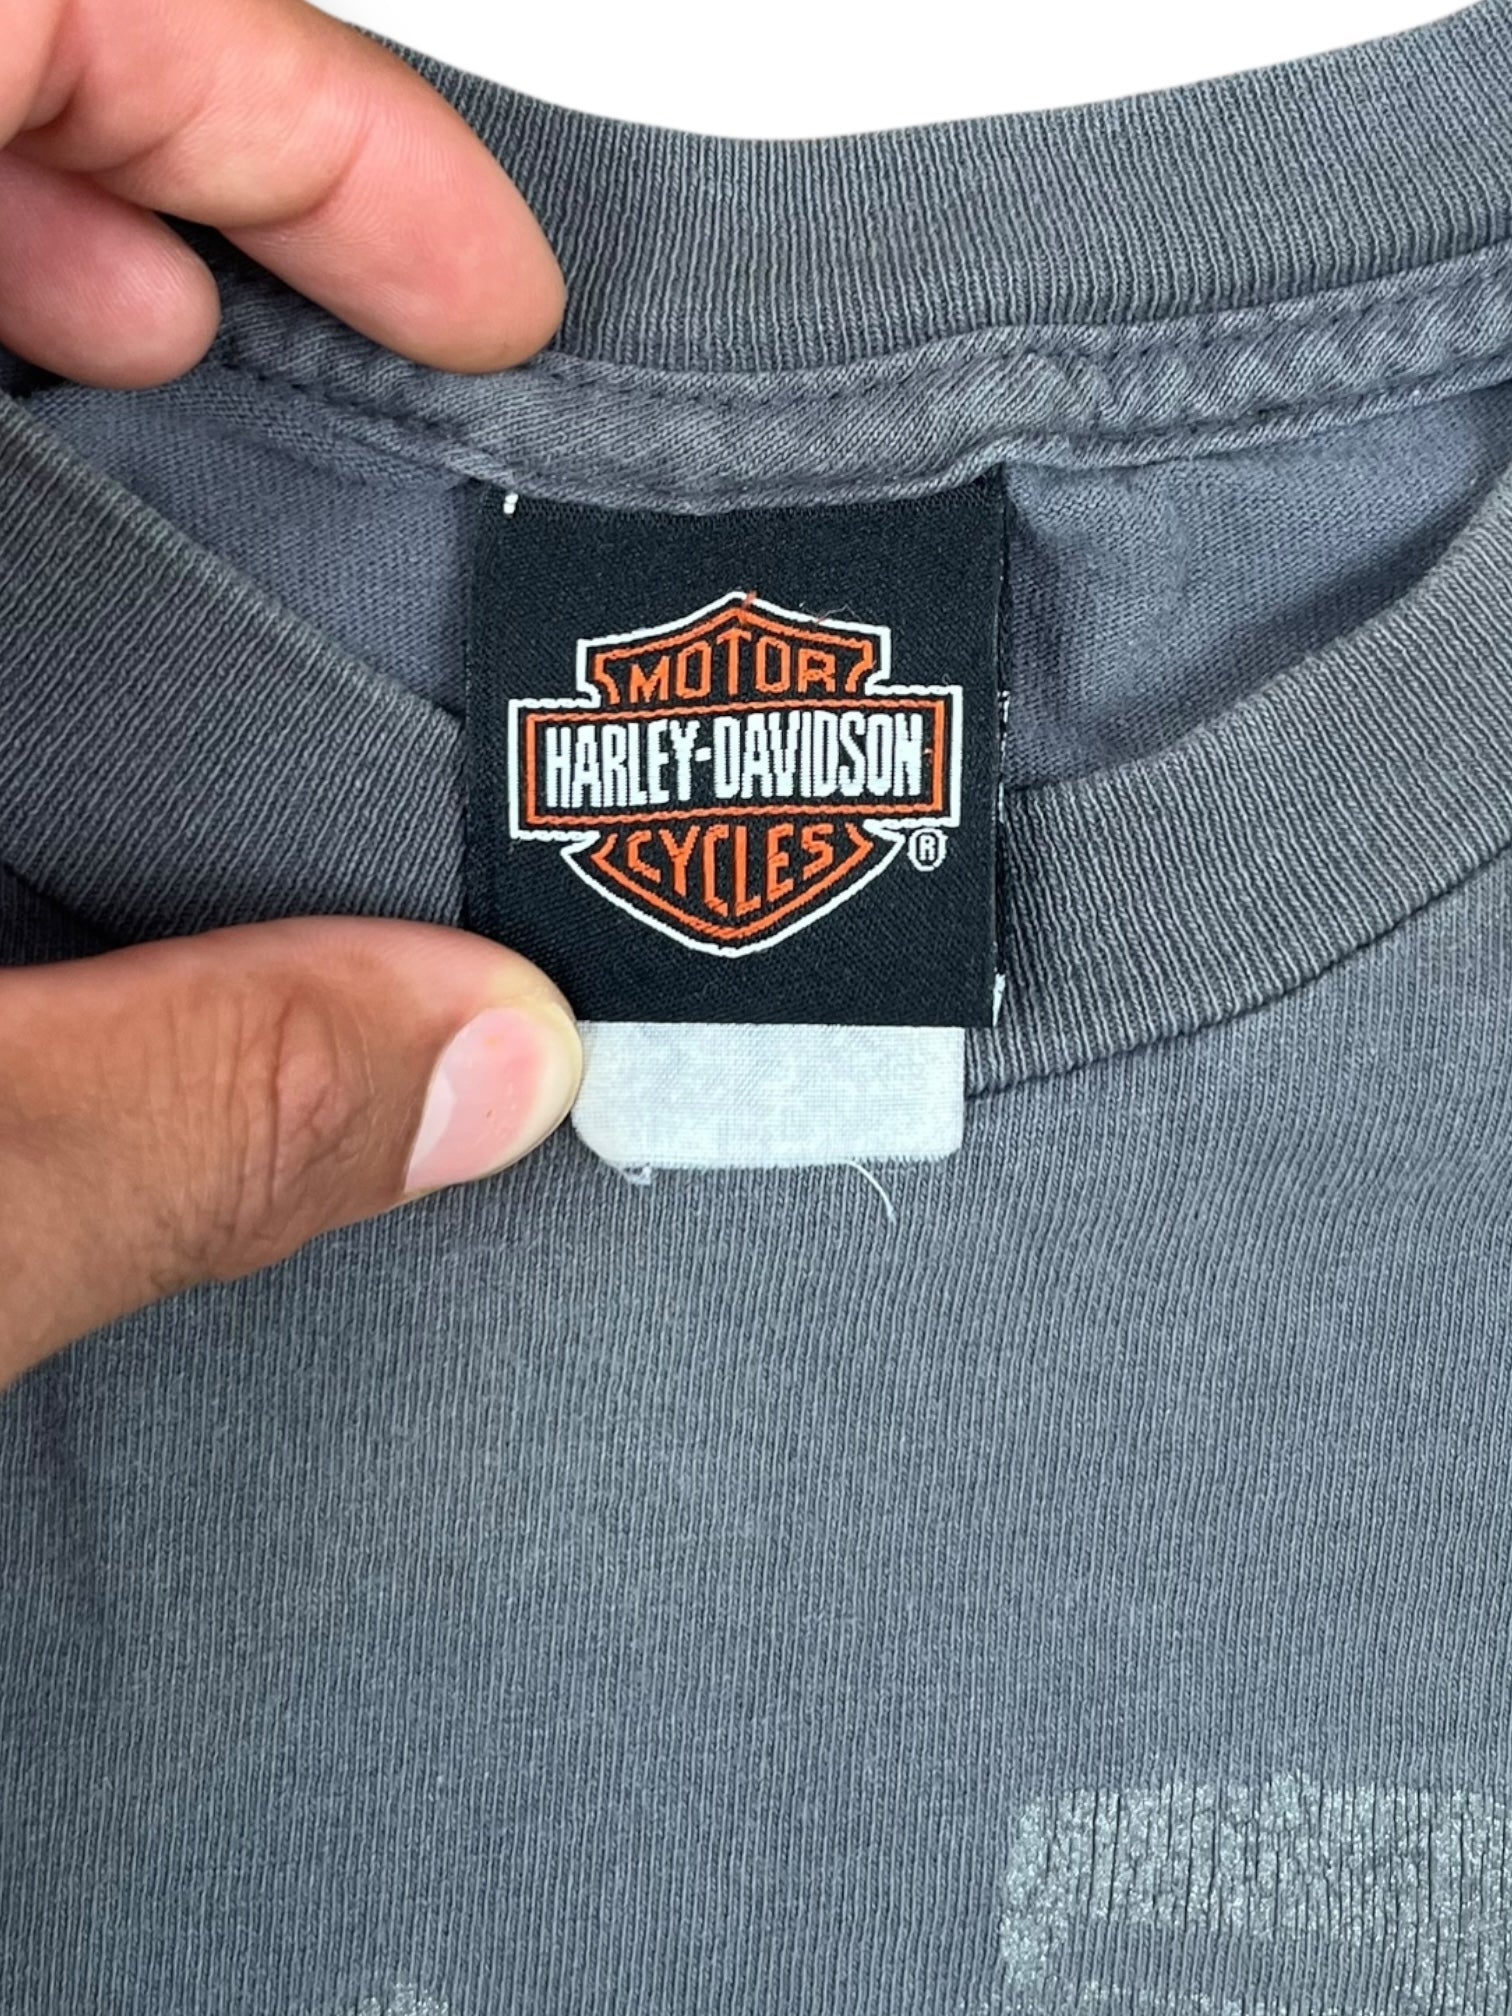 MOTOR
HARLEY-DAVIDSON
CYCLES
®